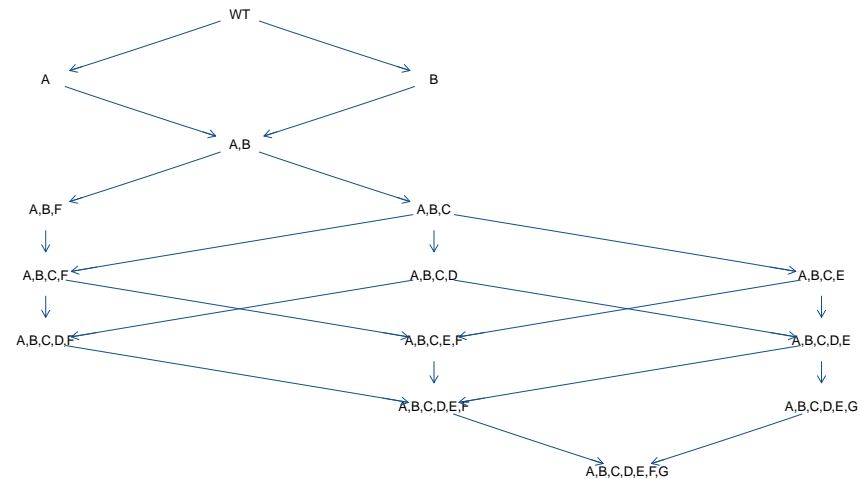 WT
A
B
A,B
A,B,F
A,B,C
A,B,C,F
A,B,C,D
A,B,C,E
A,B,C,D,F
A,B,C,E,F
A,B,C,D,E
A,B,C,D,E,F
A,B,C,D,E,G
A,B,C,D,E,F,G